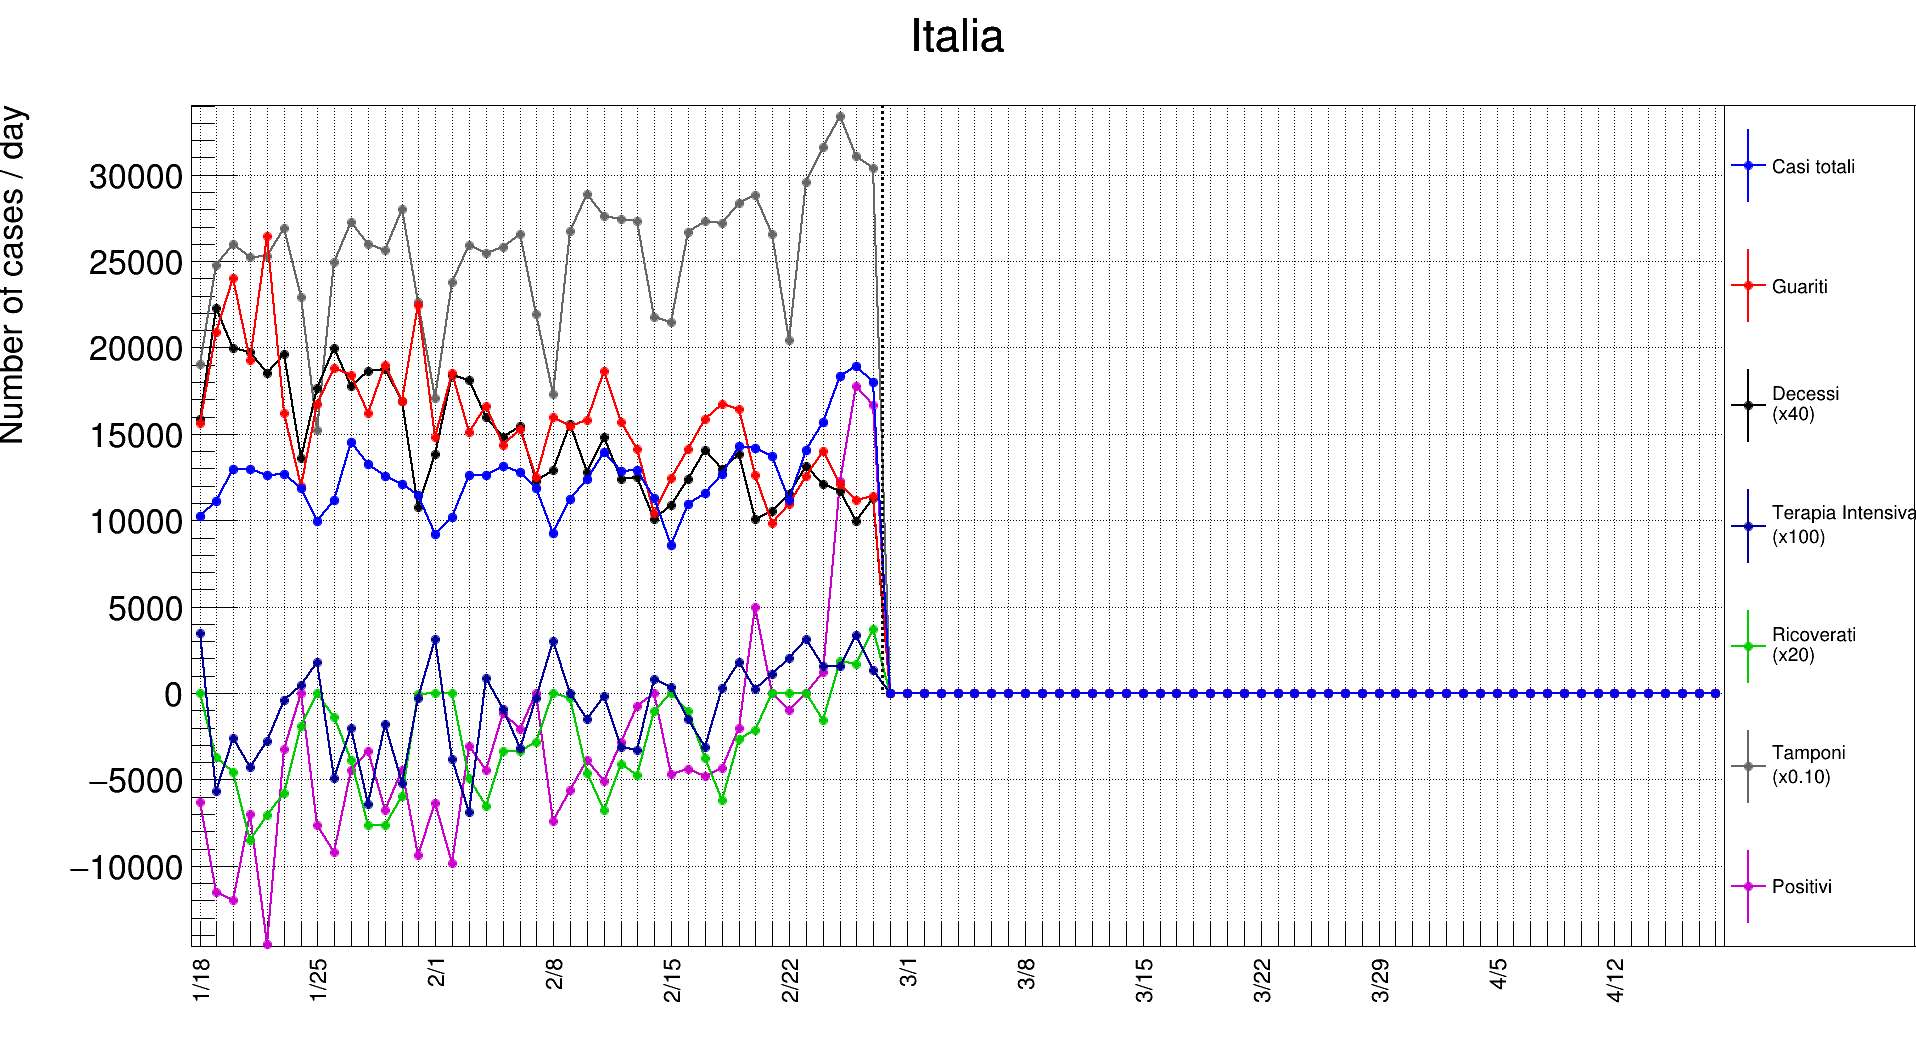 Italia
Number of cases / day
30000
25000
20000
15000
10000
5000
0
−5000
−10000
1/18
1/25
2/1
2/8
2/15
2/22
3/1
3/8
3/15
3/22
3/29
4/5
4/12
Casi totali
Guariti
Decessi
(x40)
Terapia Intensiva
(x100)
Ricoverati
(x20)
Tamponi
(x0.10)
Positivi